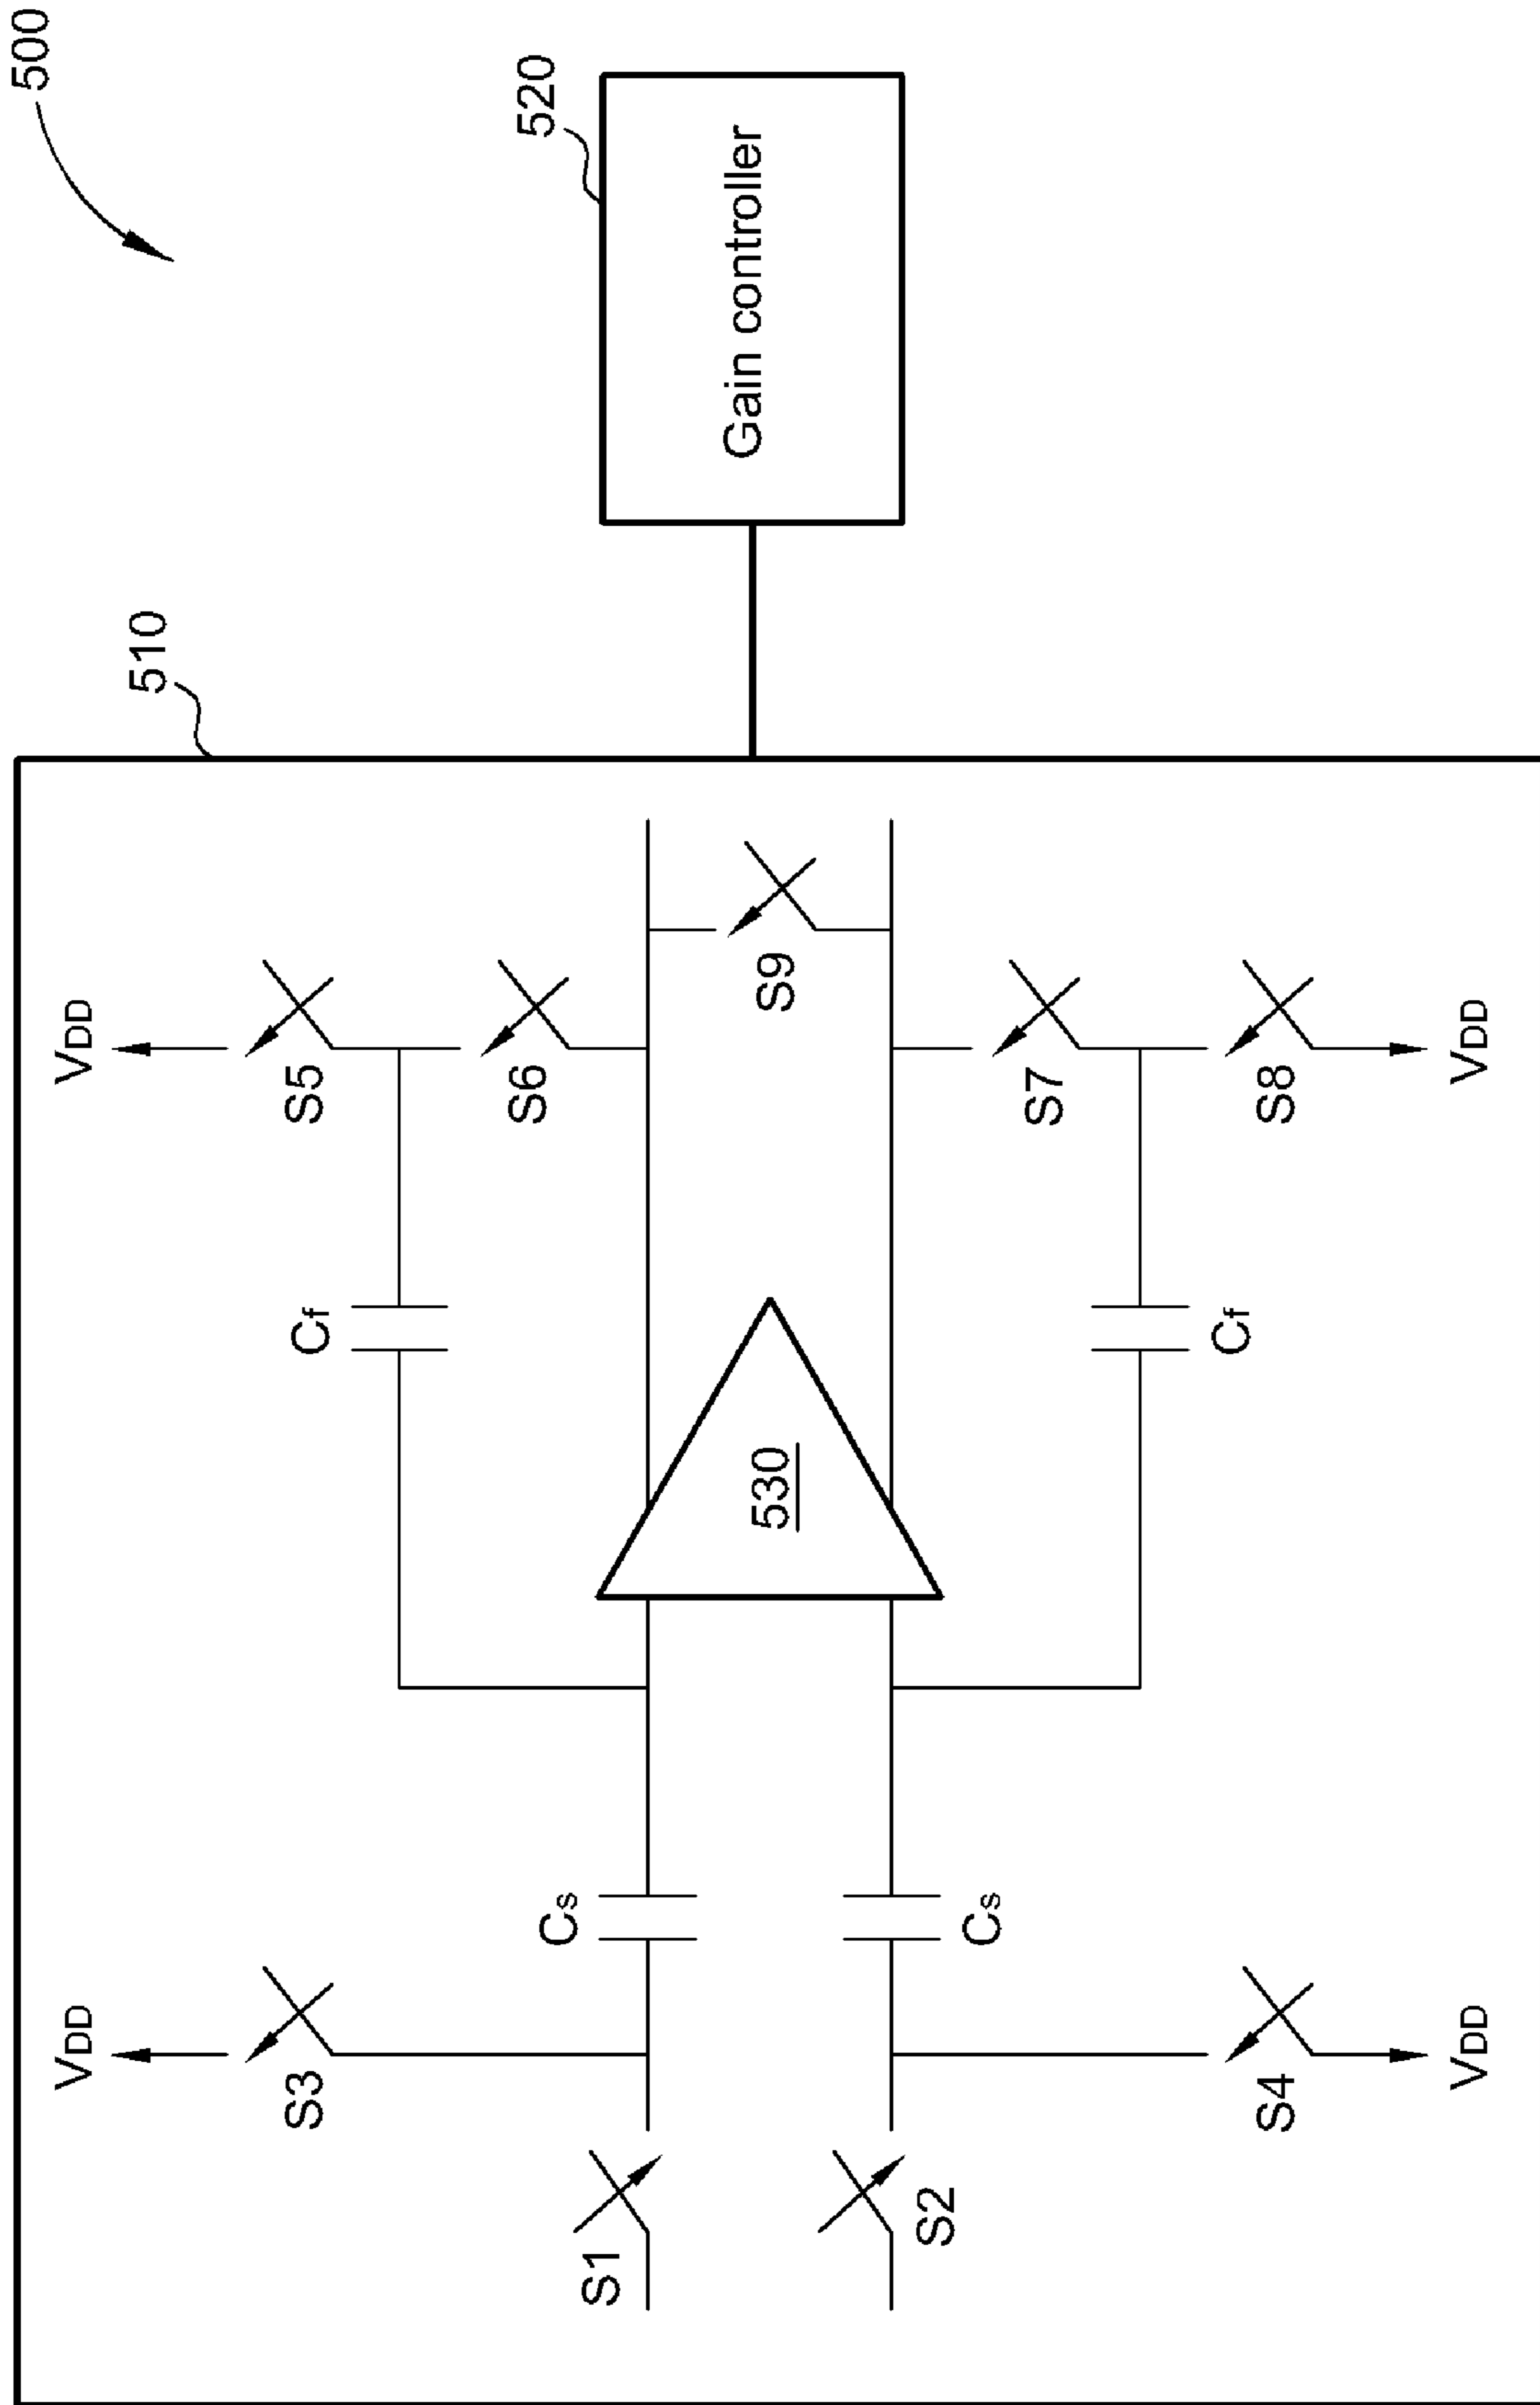 500
510
520
Gain controller
VDD
VDD
S3
S5
Cf
S6
S1
Cs
530
S9
S2
Cs
S7
Cf
S4
S8
VDD
VDD